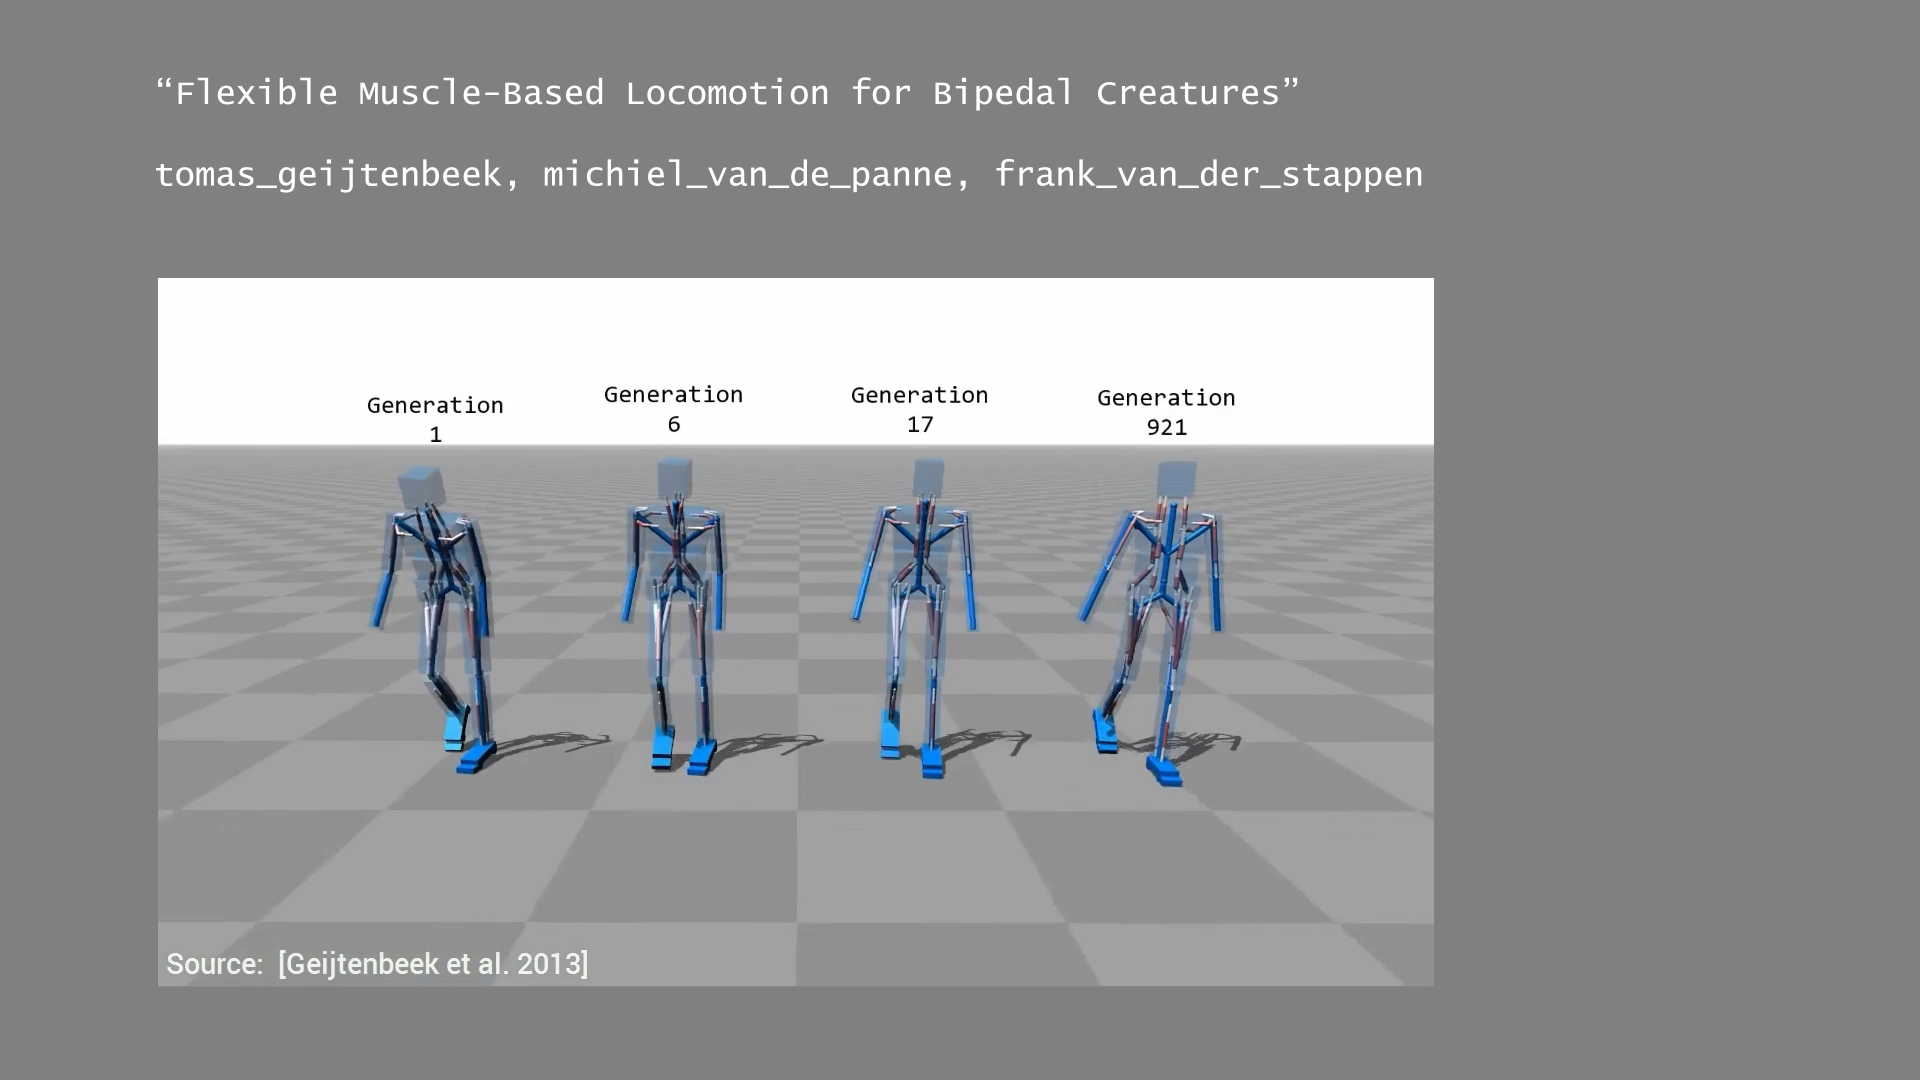 “Flexible Muscle-Based Locomotion for Bipedal Creatures”
tomas_geijtenbeek, michiel_van_de_panne, frank_van_der_stappen
Generation
1
Generation
6
Generation
17
Generation
921
Source: [Geijtenbeek et al. 2013]